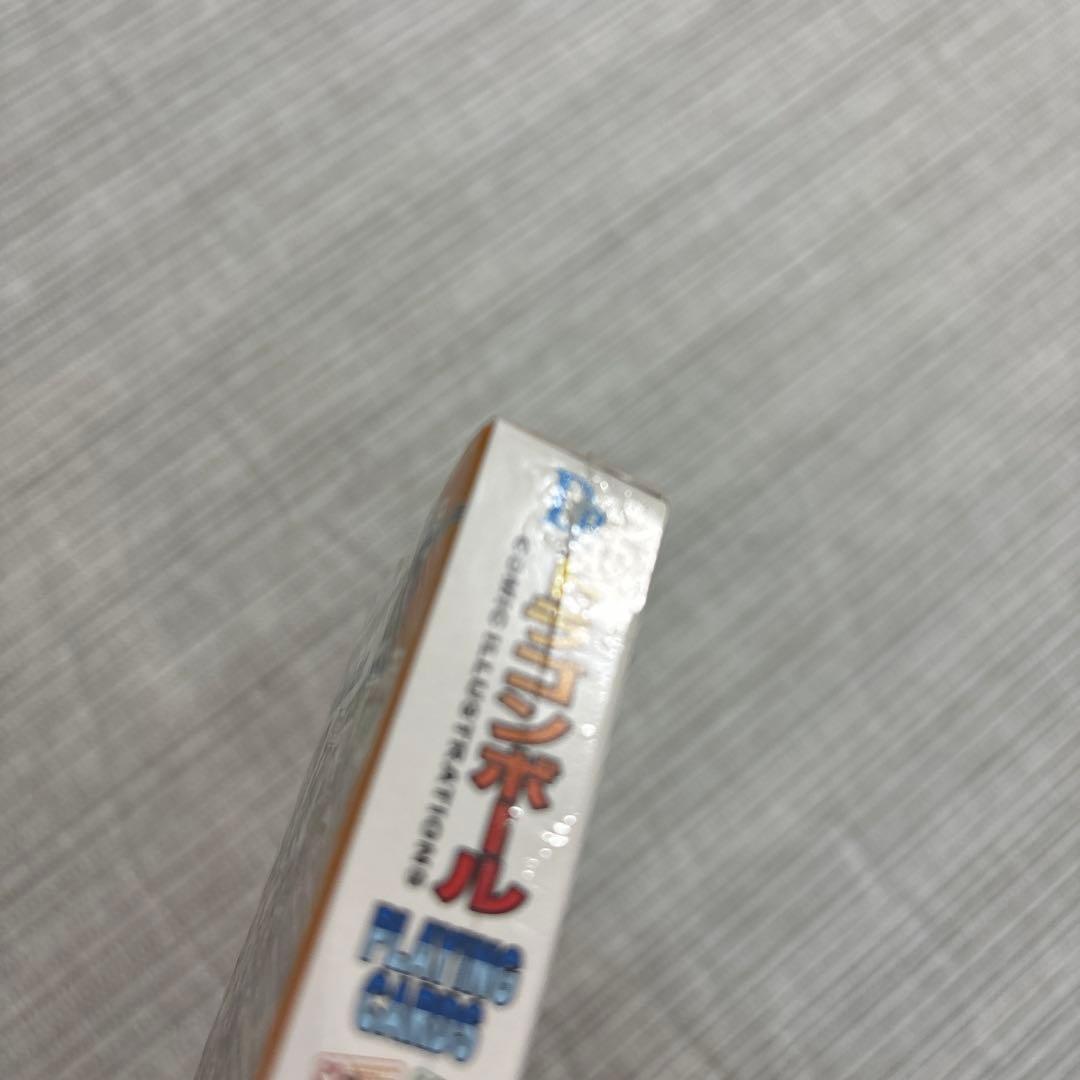 ドラゴンボール
COMIC ILLUSTRATIONS
PLAYING
CARDS